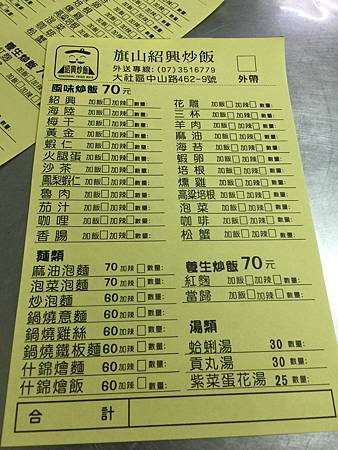 旗山紹興炒飯
外送專線:(07)3516779
大社區中山路462-9號
□外帶
紹興炒飯
風味炒飯 70元
紹興 加飯□加辣□數量:
海陸 加飯□加辣□數量:
梅干 加飯□加辣□數量:
黃金 加飯□加辣□數量:
蝦仁 加飯□加辣□數量:
火腿蛋 加飯□加辣□數量:
沙茶 加飯□加辣□數量:
鳳梨蝦仁 加飯□加辣□數量:
魯肉 加飯□加辣□數量:
茄汁 加飯□加辣□數量:
咖哩 加飯□加辣□數量:
香腸 加飯□加辣□數量:
花雕 加飯□加辣□數量:
三杯 加飯□加辣□數量:
羊肉 加飯□加辣□數量:
麻油 加飯□加辣□數量:
海苔 加飯□加辣□數量:
蝦卵 加飯□加辣□數量:
培根 加飯□加辣□數量:
燻雞 加飯□加辣□數量:
高粱培根 加飯□加辣□數量:
泡菜 加飯□加辣□數量:
咖啡 加飯□加辣□數量:
松蟹 加飯□加辣□數量:
麵類
麻油泡麵 70 加辣□數量:
泡菜泡麵 70 加辣□數量:
炒泡麵 60 加辣□數量:
鍋燒意麵 60 加辣□數量:
鍋燒雞絲 60 加辣□數量:
鍋燒鐵板麵 60 加辣□數量:
什錦燴麵 60 加辣□數量:
什錦燴飯 60 加辣□數量:
養生炒飯 70元
紅麴 加飯□加辣□數量:
當歸 加飯□加辣□數量:
湯類
蛤蜊湯 30 數量:
貢丸湯 30 數量:
紫菜蛋花湯 25 數量:
合計